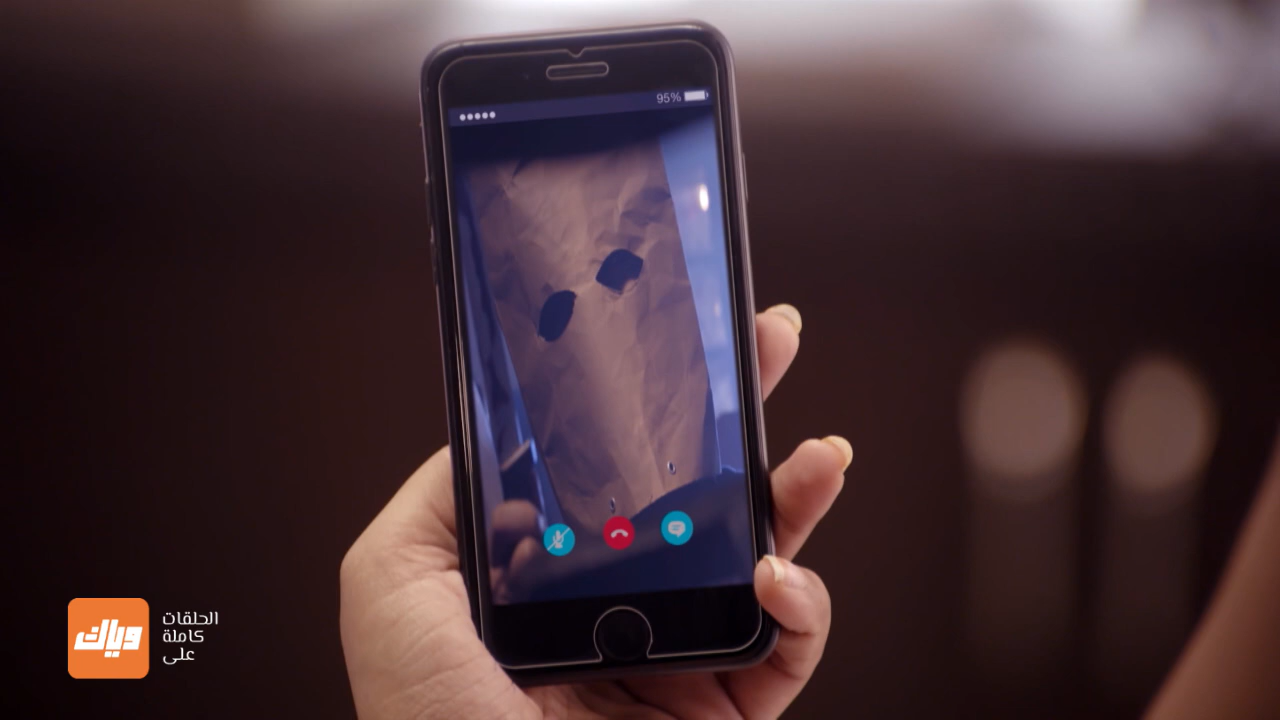 95%
الحلقات
كاملة
على
وياك